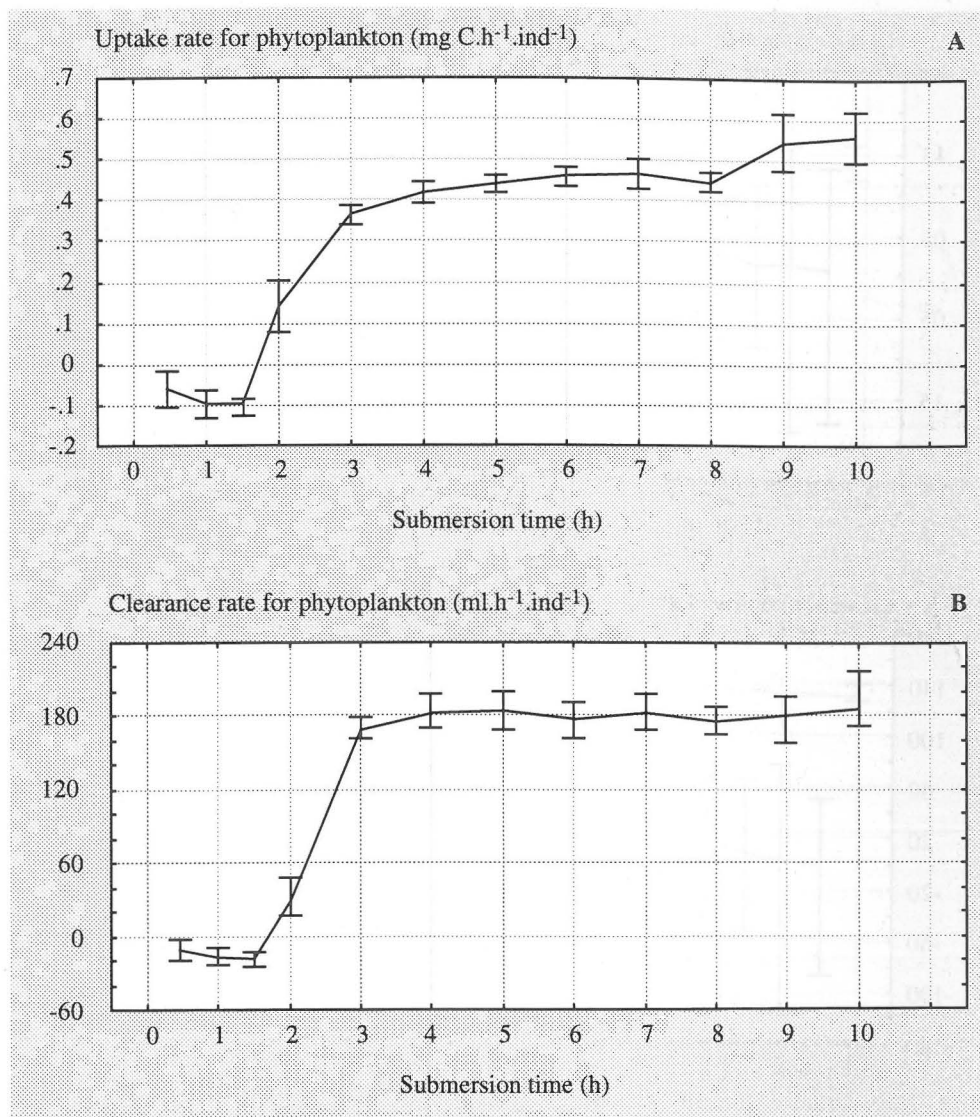 Uptake rate for phytoplankton (mg C.h-1.ind-1) A
.7
.6
.5
.4
.3
.2
.1
0
-.1
-.2
0 1 2 3 4 5 6 7 8 9 10
Submersion time (h)
Clearance rate for phytoplankton (ml.h-1.ind-1) B
240
180
120
60
0
-60
0 1 2 3 4 5 6 7 8 9 10
Submersion time (h)